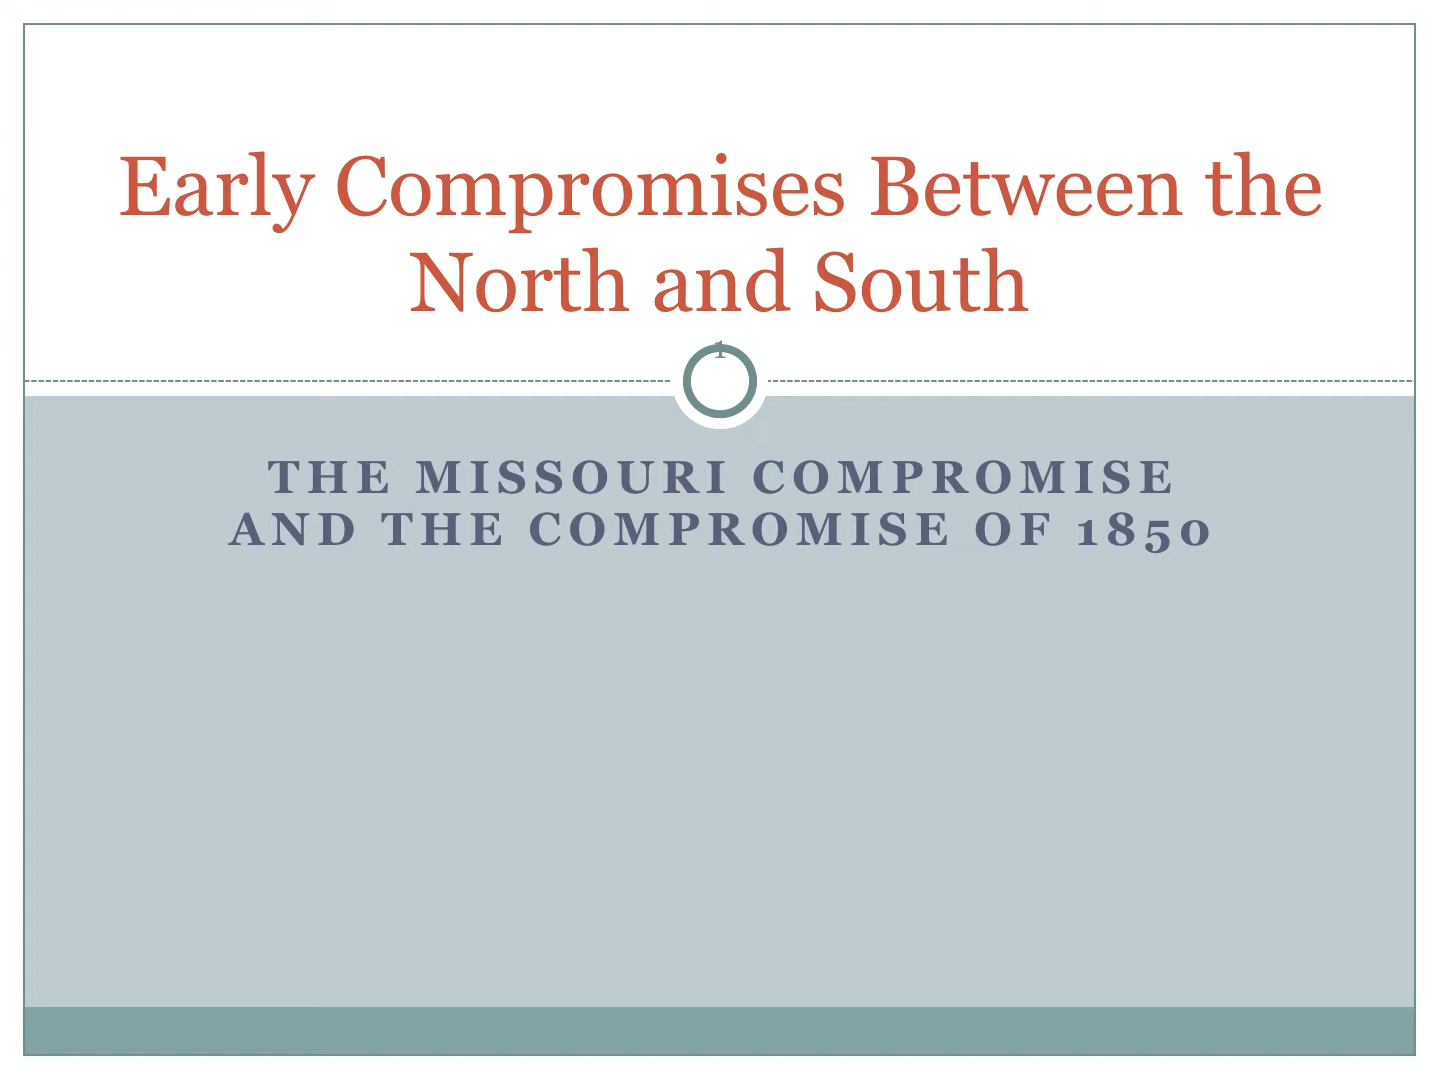 Early Compromises Between the
North and South
1
THE MISSOURI COMPROMISE
AND THE COMPROMISE OF 1850